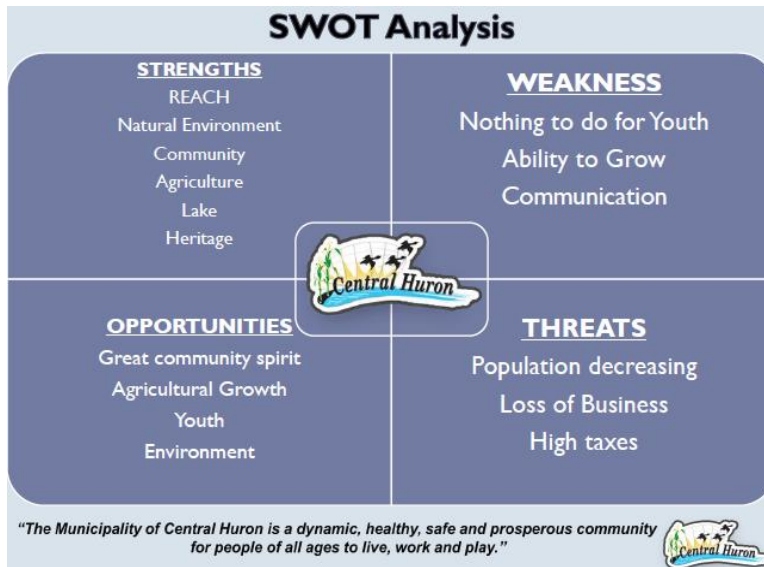 SWOT Analysis
STRENGTHS
REACH
Natural Environment
Community
Agriculture
Lake
Heritage
WEAKNESS
Nothing to do for Youth
Ability to Grow
Communication
Central Huron
OPPORTUNITIES
Great community spirit
Agricultural Growth
Youth
Environment
THREATS
Population decreasing
Loss of Business
High taxes
“The Municipality of Central Huron is a dynamic, healthy, safe and prosperous community
for people of all ages to live, work and play.”
Central Huron